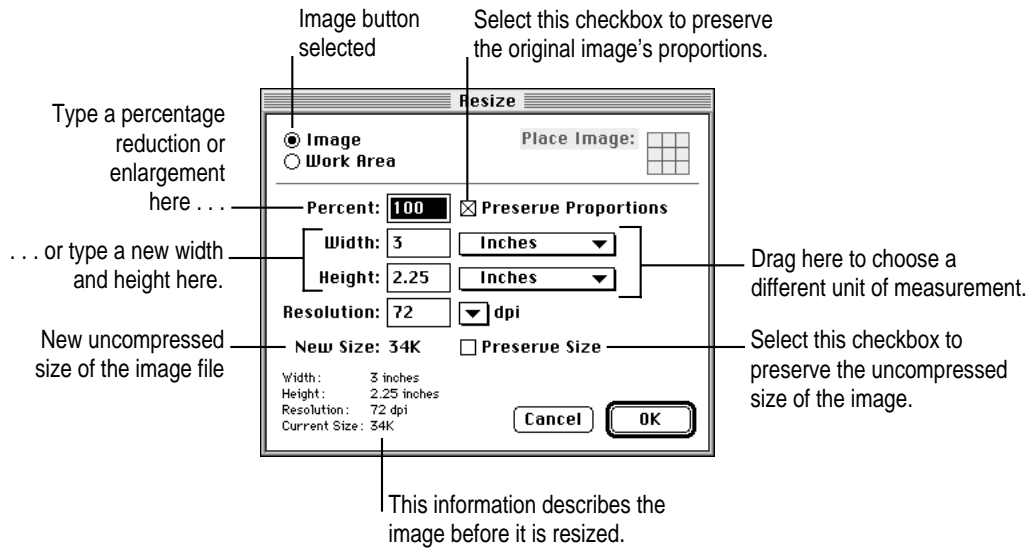 Image button
selected
Select this checkbox to preserve
the original image’s proportions.
Type a percentage
reduction or
enlargement
here . . .
. . . or type a new width
and height here.
New uncompressed
size of the image file
Resize
Image
Work Area
Place Image:
Percent: 100 Preserve Proportions
Width: 3 Inches
Height: 2.25 Inches
Resolution: 72 dpi
New Size: 34K Preserve Size
Width: 3 inches
Height: 2.25 inches
Resolution: 72 dpi
Current Size: 34K
Cancel OK
Drag here to choose a
different unit of measurement.
Select this checkbox to
preserve the uncompressed
size of the image.
This information describes the
image before it is resized.